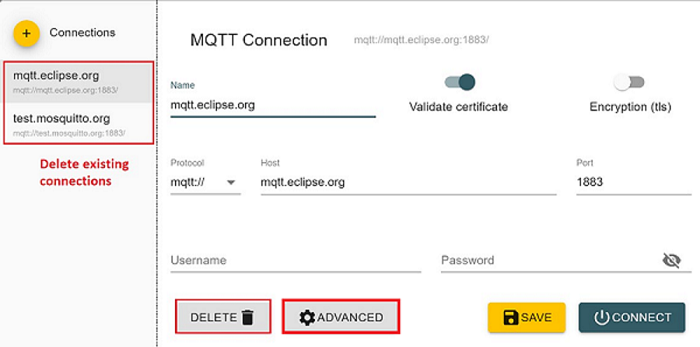 + Connections
mqtt.eclipse.org
mqtt://mqtt.eclipse.org:1883/
test.mosquitto.org
mqtt://test.mosquitto.org:1883/
Delete existing
connections
MQTT Connection mqtt://mqtt.eclipse.org:1883/
Name
mqtt.eclipse.org
Validate certificate
Encryption (tls)
Protocol Host Port
mqtt:// mqtt.eclipse.org 1883
Username Password
DELETE ADVANCED SAVE CONNECT